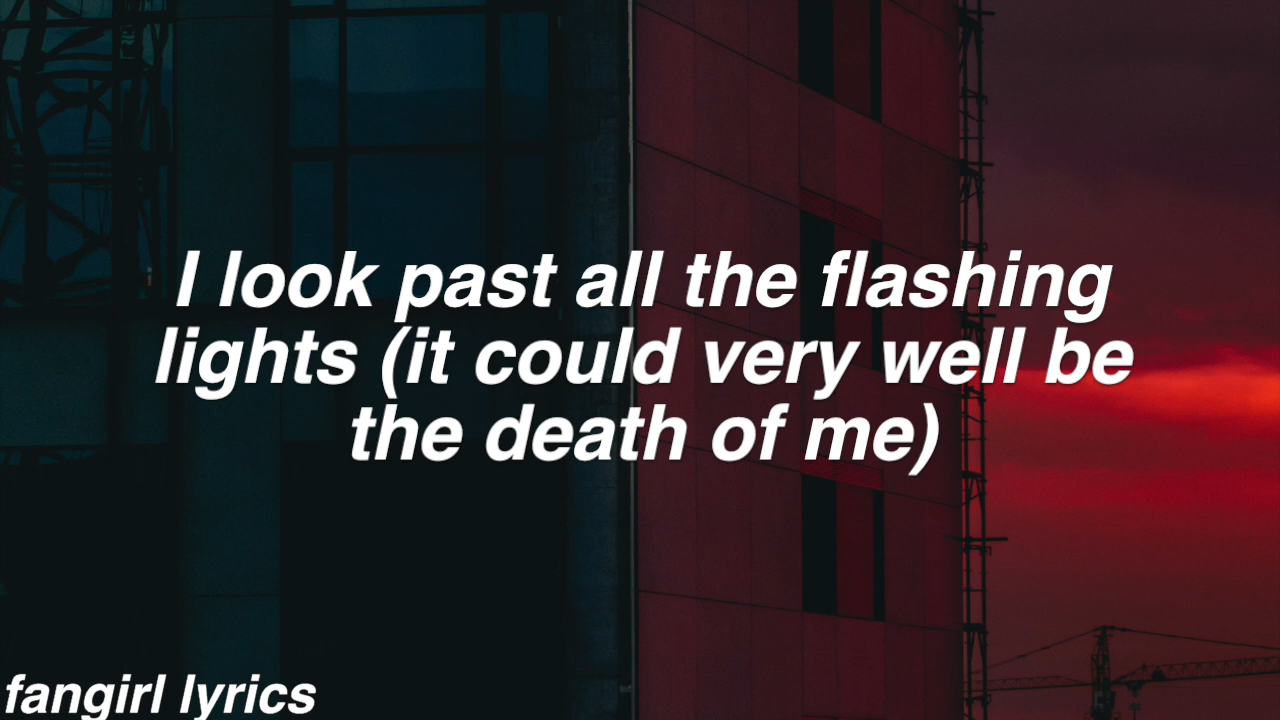 I look past all the flashing
lights (it could very well be
the death of me)
fangirl lyrics